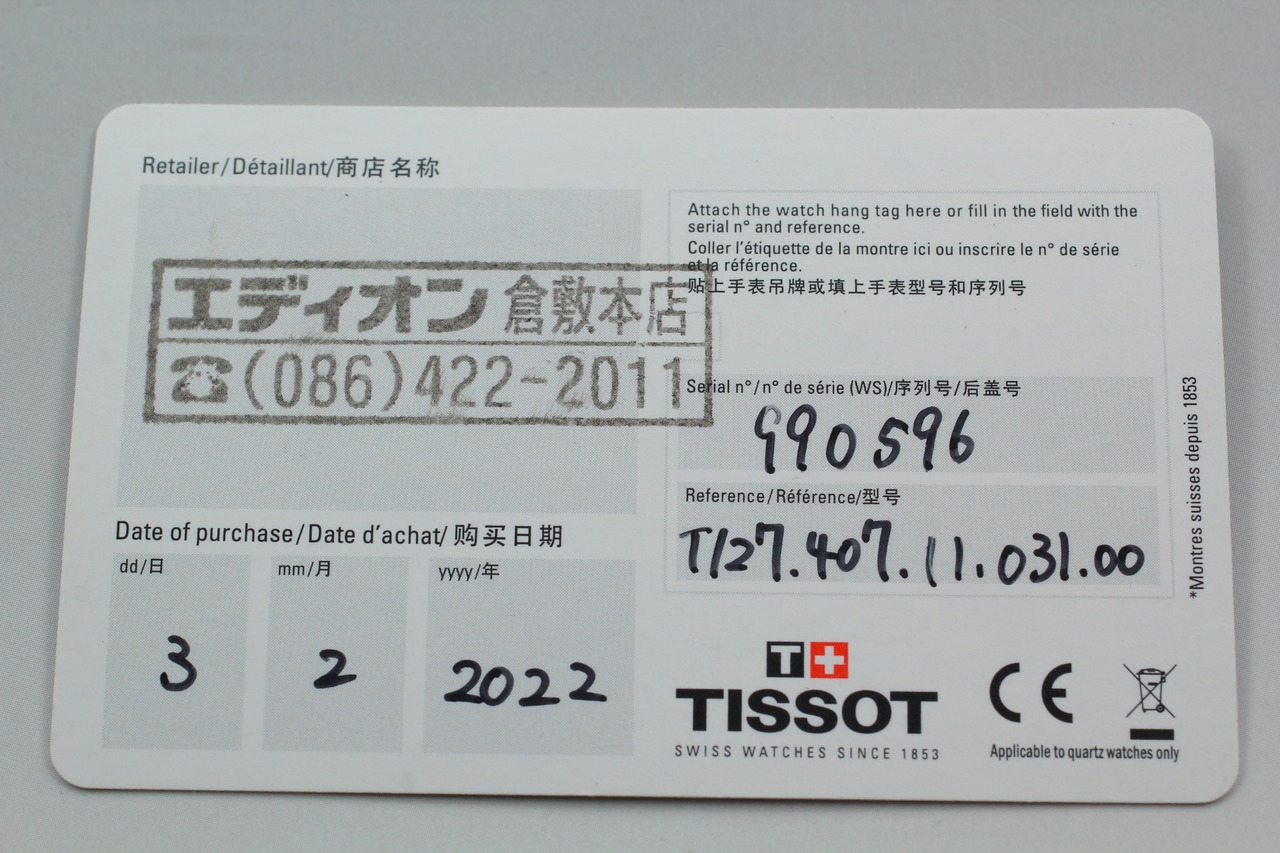 Retailer/Détaillant/商店名称
エディオン 倉敷本店
☎(086)422-2011
Attach the watch hang tag here or fill in the field with the
serial n° and reference.
Coller l'étiquette de la montre ici ou inscrire le n° de série
et la référence.
贴上手表吊牌或填上手表型号和序列号
Serial n°/n° de série (WS)/序列号/后盖号
990596
Reference/Référence/型号
T127.407.11.031.00
Date of purchase/Date d'achat/购买日期
dd/日
mm/月
yyyy/年
3
2
2022
T+
TISSOT
SWISS WATCHES SINCE 1853
CE
Applicable to quartz watches only
*Montres suisses depuis 1853